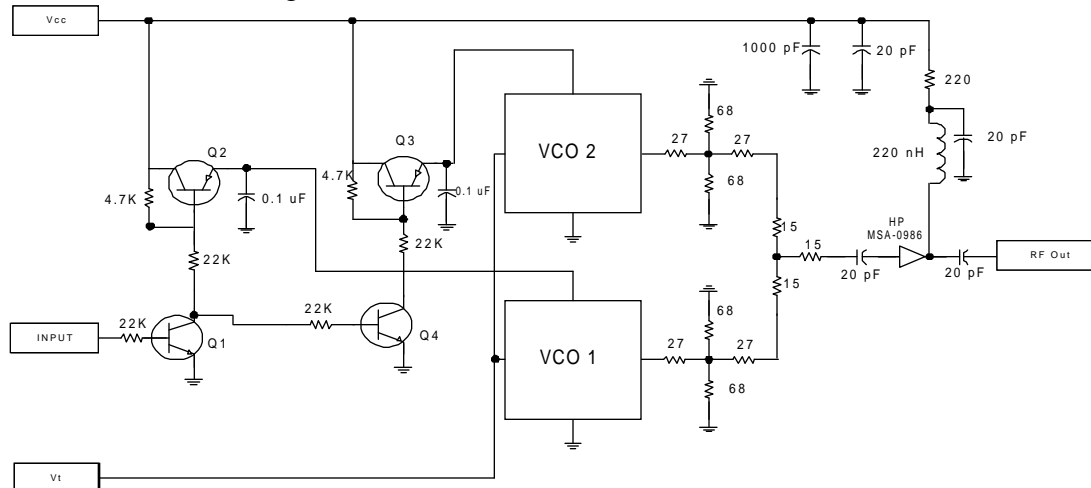 Vcc
1000 pF
20 pF
220
20 pF
220 nH
Q2
Q3
4.7K
0.1 uF
4.7K
0.1 uF
22K
22K
VCO 2
27
68
27
68
15
15
15
20 pF
HP
MSA-0986
20 pF
RF Out
INPUT
22K
Q1
22K
Q4
VCO 1
27
68
27
68
Vt